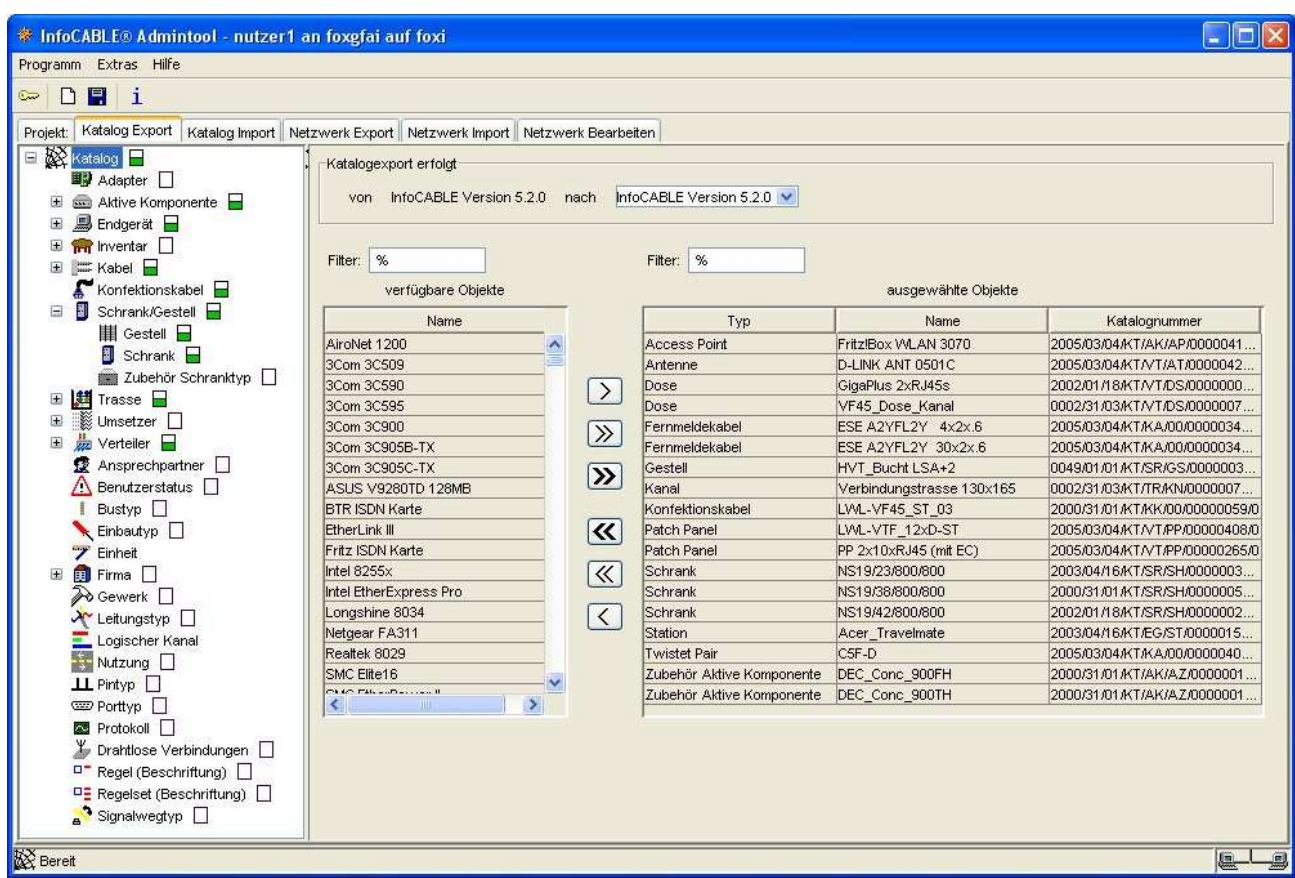 InfoCABLE® Admintool - nutzer1 an foxgfai auf foxi
Programm Extras Hilfe
i
Projekt: Katalog Export Katalog Import Netzwerk Export Netzwerk Import Netzwerk Bearbeiten
Katalog
Adapter
Aktive Komponente
Endgerät
Inventar
Kabel
Konfektionskabel
Schrank/Gestell
Gestell
Schrank
Zubehör Schranktyp
Trasse
Umsetzer
Verteiler
Ansprechpartner
Benutzerstatus
Bustyp
Einbautyp
Einheit
Firma
Gewerk
Leitungstyp
Logischer Kanal
Nutzung
Pintyp
Porttyp
Protokoll
Drahtlose Verbindungen
Regel (Beschriftung)
Regelset (Beschriftung)
Signalwegtyp
Katalogexport erfolgt
von InfoCABLE Version 5.2.0 nach InfoCABLE Version 5.2.0
Filter: %
verfügbare Objekte
Name
AiroNet 1200
3Com 3C509
3Com 3C590
3Com 3C595
3Com 3C900
3Com 3C905B-TX
3Com 3C905C-TX
ASUS V9280TD 128MB
BTR ISDN Karte
EtherLink III
Fritz ISDN Karte
Intel 8255x
Intel EtherExpress Pro
Longshine 8034
Netgear FA311
Realtek 8029
SMC Elite16
Filter: %
ausgewählte Objekte
Typ Name Katalognummer
Access Point Fritz!Box WLAN 3070 2005/03/04/KT/AK/AP/0000041...
Antenne D-LINK ANT 0501C 2005/03/04/KT/VT/AT/0000042...
Dose GigaPlus 2xRJ45s 2002/01/18/KT/VT/DS/0000000...
Dose VF45_Dose_Kanal 0002/31/03/KT/VT/DS/0000007...
Fernmeldekabel ESE A2YFL2Y 4x2x.6 2005/03/04/KT/KA/00/0000034...
Fernmeldekabel ESE A2YFL2Y 30x2x.6 2005/03/04/KT/KA/00/0000034...
Gestell HVT_Bucht LSA+2 0049/01/01/KT/SR/GS/0000003...
Kanal Verbindungstrasse 130x165 0002/31/03/KT/TR/KN/0000007...
Konfektionskabel LWL-VF45_ST_03 2000/31/01/KT/KK/00/00000059/0
Patch Panel LWL-VTF_12xD-ST 2005/03/04/KT/VT/PP/00000408/0
Patch Panel PP 2x10xRJ45 (mit EC) 2005/03/04/KT/VT/PP/00000265/0
Schrank NS19/23/800/800 2003/04/16/KT/SR/SH/0000003...
Schrank NS19/38/800/800 2000/31/01/KT/SR/SH/0000005...
Schrank NS19/42/800/800 2002/01/18/KT/SR/SH/0000002...
Station Acer_Travelmate 2003/04/16/KT/EG/ST/0000015...
Twistet Pair C5F-D 2005/03/04/KT/KA/00/0000040...
Zubehör Aktive Komponente DEC_Conc_900FH 2000/31/01/KT/AK/AZ/0000001...
Zubehör Aktive Komponente DEC_Conc_900TH 2000/31/01/KT/AK/AZ/0000001...
Bereit